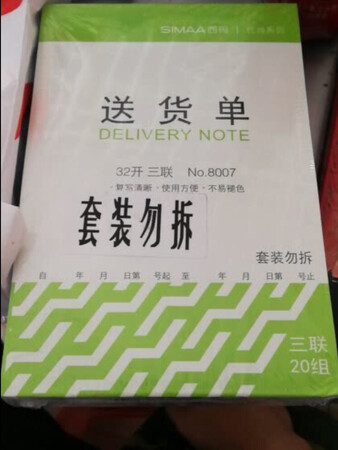 SIMAA西玛
送货单
DELIVERY NOTE
32开 三联 No.8007
·复写清晰·使用方便·不易褪色
套装勿拆
套装勿拆
自 年 月 日第 号起 至 年 月 日第 号止
三联
20组